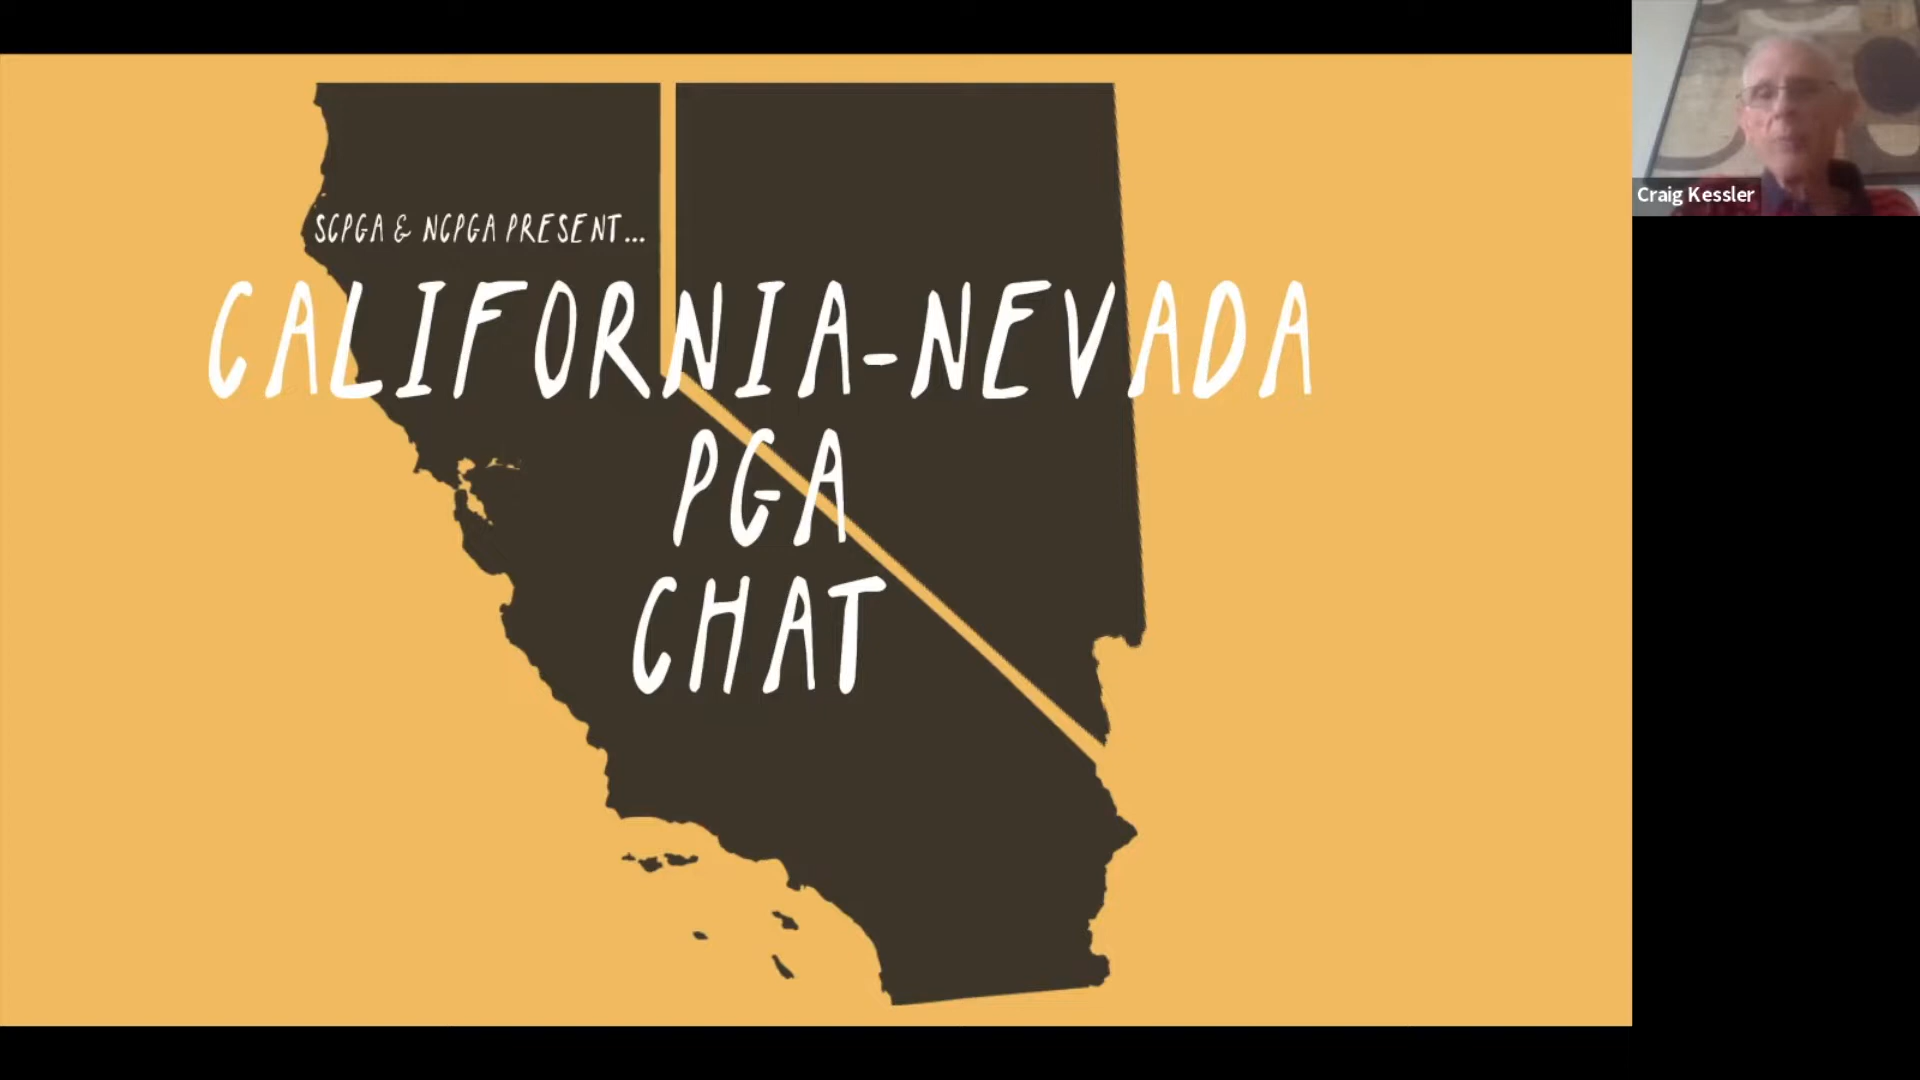 SCPGA & NCPGA PRESENT...
CALIFORNIA-NEVADA
PGA
CHAT
Craig Kessler